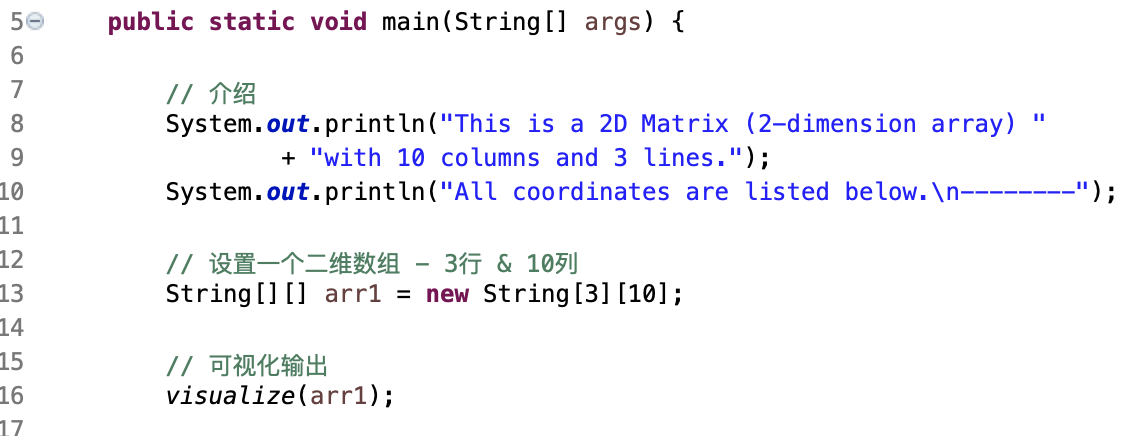 5 public static void main(String[] args) {
6
7 // 介绍
8 System.out.println("This is a 2D Matrix (2-dimension array) "
9 + "with 10 columns and 3 lines.");
10 System.out.println("All coordinates are listed below.\n--------");
11
12 // 设置一个二维数组 - 3行 & 10列
13 String[][] arr1 = new String[3][10];
14
15 // 可视化输出
16 visualize(arr1);
17